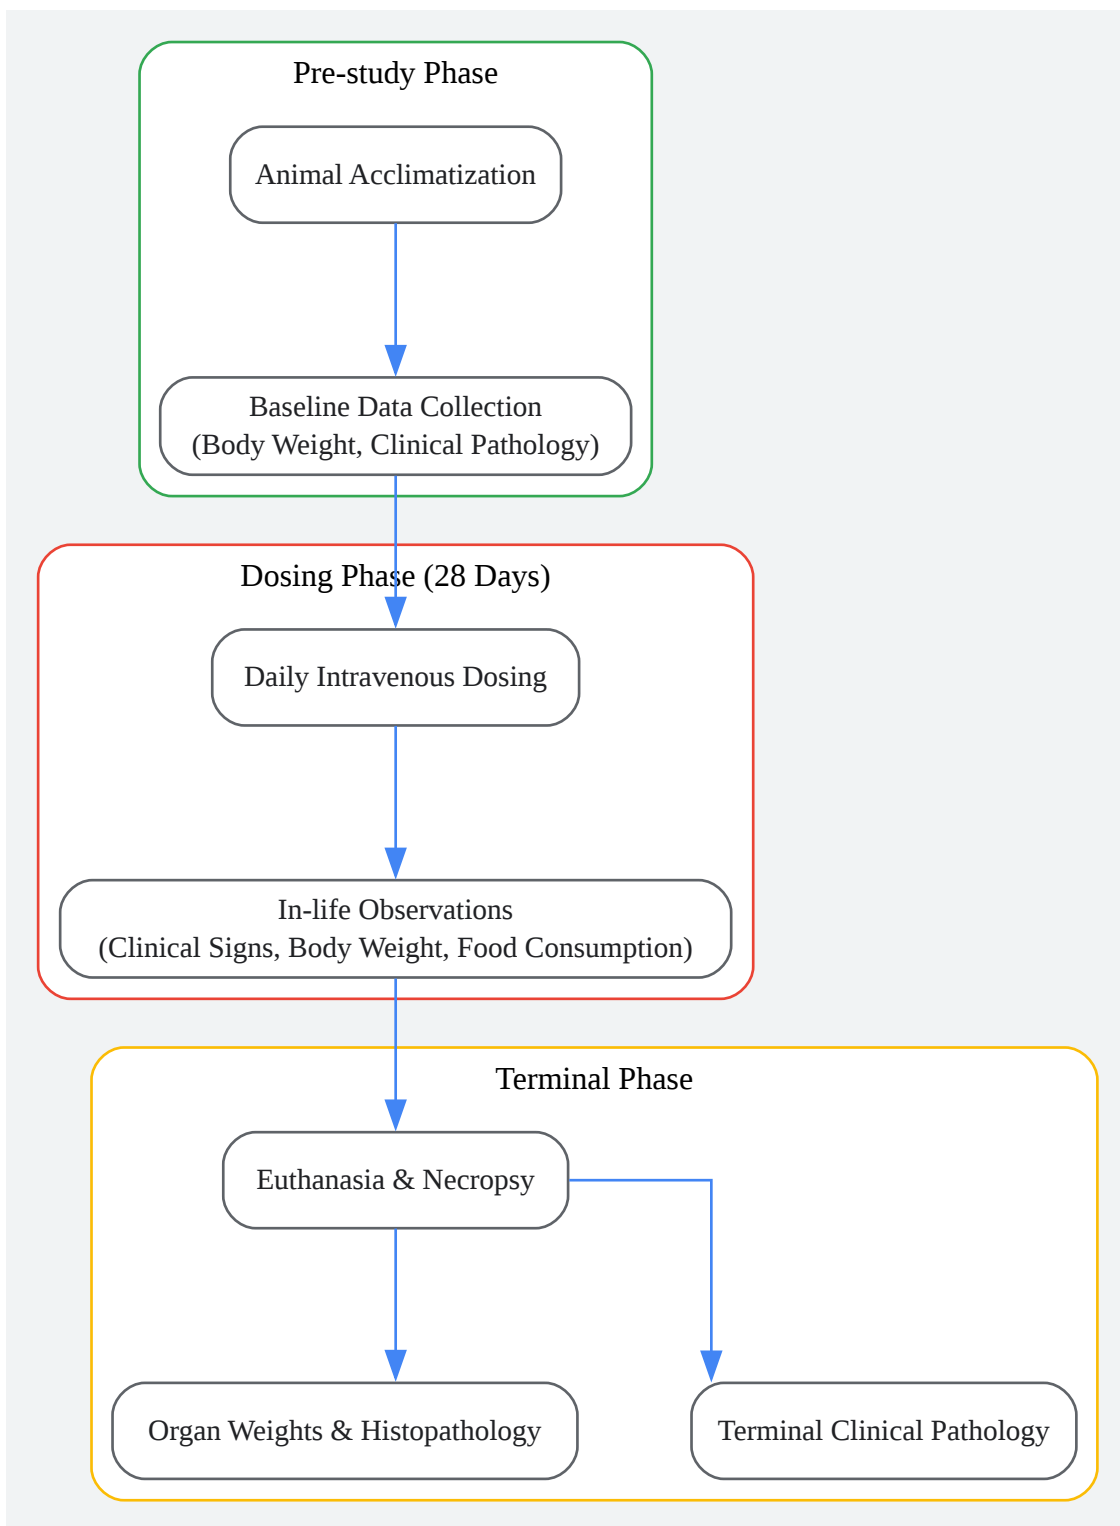 Pre-study Phase
Animal Acclimatization
Baseline Data Collection
(Body Weight, Clinical Pathology)
Dosing Phase (28 Days)
Daily Intravenous Dosing
In-life Observations
(Clinical Signs, Body Weight, Food Consumption)
Terminal Phase
Euthanasia & Necropsy
Organ Weights & Histopathology
Terminal Clinical Pathology